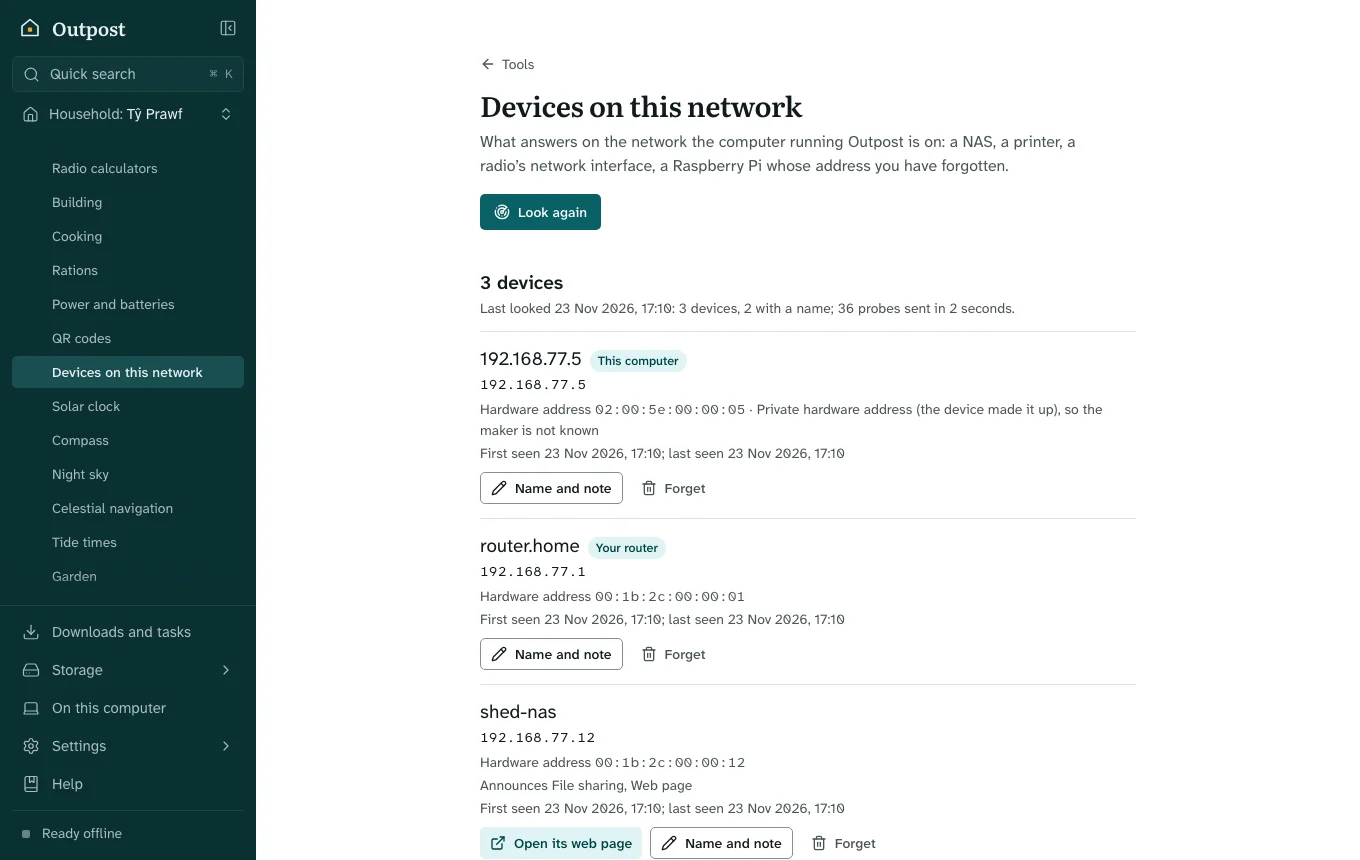 Outpost
Quick search ⌘ K
Household: Tŷ Prawf
Radio calculators
Building
Cooking
Rations
Power and batteries
QR codes
Devices on this network
Solar clock
Compass
Night sky
Celestial navigation
Tide times
Garden
Downloads and tasks
Storage
On this computer
Settings
Help
Ready offline
Tools
Devices on this network
What answers on the network the computer running Outpost is on: a NAS, a printer, a
radio’s network interface, a Raspberry Pi whose address you have forgotten.
Look again
3 devices
Last looked 23 Nov 2026, 17:10: 3 devices, 2 with a name; 36 probes sent in 2 seconds.
192.168.77.5 This computer
192.168.77.5
Hardware address 02:00:5e:00:00:05 · Private hardware address (the device made it up), so the
maker is not known
First seen 23 Nov 2026, 17:10; last seen 23 Nov 2026, 17:10
Name and note Forget
router.home Your router
192.168.77.1
Hardware address 00:1b:2c:00:00:01
First seen 23 Nov 2026, 17:10; last seen 23 Nov 2026, 17:10
Name and note Forget
shed-nas
192.168.77.12
Hardware address 00:1b:2c:00:00:12
Announces File sharing, Web page
First seen 23 Nov 2026, 17:10; last seen 23 Nov 2026, 17:10
Open its web page Name and note Forget